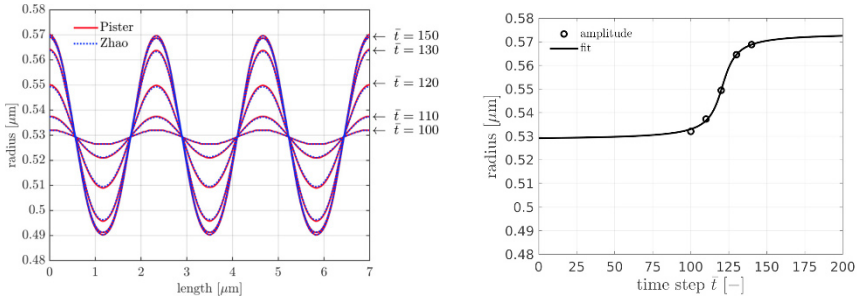 0.58
0.57
0.56
0.55
0.54
0.53
0.52
0.51
0.5
0.49
0.48
radius [μm]
0 1 2 3 4 5 6 7
length [μm]
Pister
Zhao
← t̄ = 150
← t̄ = 130
← t̄ = 120
← t̄ = 110
← t̄ = 100
0.58
0.57
0.56
0.55
0.54
0.53
0.52
0.51
0.50
0.49
0.48
radius [μm]
0 25 50 75 100 125 150 175 200
time step t̄ [−]
amplitude
fit